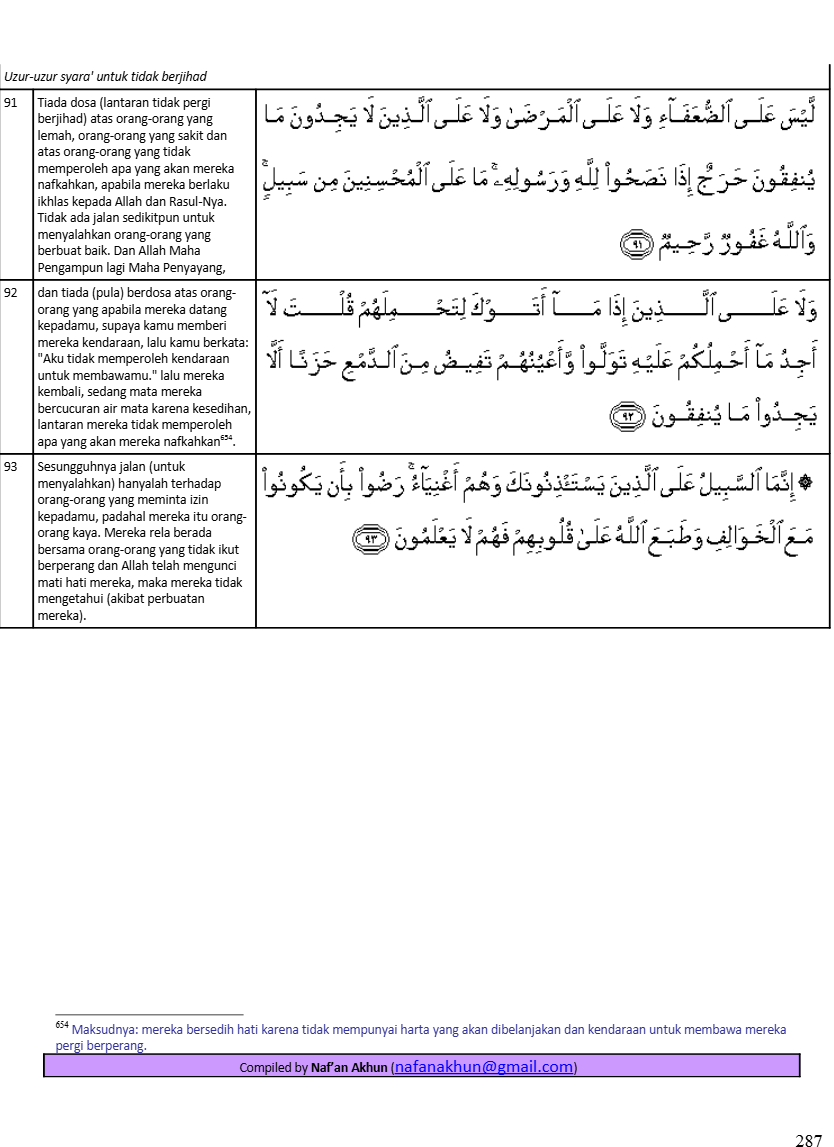 Uzur-uzur syara' untuk tidak berjihad
91
Tiada dosa (lantaran tidak pergi
berjihad) atas orang-orang yang
lemah, orang-orang yang sakit dan
atas orang-orang yang tidak
memperoleh apa yang akan mereka
nafkahkan, apabila mereka berlaku
ikhlas kepada Allah dan Rasul-Nya.
Tidak ada jalan sedikitpun untuk
menyalahkan orang-orang yang
berbuat baik. Dan Allah Maha
Pengampun lagi Maha Penyayang,
لَّيْسَ عَلَى ٱلضُّعَفَآءِ وَلَا عَلَى ٱلْمَرْضَىٰ وَلَا عَلَى ٱلَّذِينَ لَا يَجِدُونَ مَا
يُنفِقُونَ حَرَجٌ إِذَا نَصَحُوا۟ لِلَّهِ وَرَسُولِهِۦ ۚ مَا عَلَى ٱلْمُحْسِنِينَ مِن سَبِيلٍ ۚ
وَٱللَّهُ غَفُورٌ رَّحِيمٌ ٩١
92
dan tiada (pula) berdosa atas orang-
orang yang apabila mereka datang
kepadamu, supaya kamu memberi
mereka kendaraan, lalu kamu berkata:
"Aku tidak memperoleh kendaraan
untuk membawamu." lalu mereka
kembali, sedang mata mereka
bercucuran air mata karena kesedihan,
lantaran mereka tidak memperoleh
apa yang akan mereka nafkahkan654.
وَلَا عَلَى ٱلَّذِينَ إِذَا مَآ أَتَوْكَ لِتَحْمِلَهُمْ قُلْتَ لَآ
أَجِدُ مَآ أَحْمِلُكُمْ عَلَيْهِ تَوَلَّوا۟ وَّأَعْيُنُهُمْ تَفِيضُ مِنَ ٱلدَّمْعِ حَزَنًا أَلَّا
يَجِدُوا۟ مَا يُنفِقُونَ ٩٢
93
Sesungguhnya jalan (untuk
menyalahkan) hanyalah terhadap
orang-orang yang meminta izin
kepadamu, padahal mereka itu orang-
orang kaya. Mereka rela berada
bersama orang-orang yang tidak ikut
berperang dan Allah telah mengunci
mati hati mereka, maka mereka tidak
mengetahui (akibat perbuatan
mereka).
۞ إِنَّمَا ٱلسَّبِيلُ عَلَى ٱلَّذِينَ يَسْتَـْٔذِنُونَكَ وَهُمْ أَغْنِيَآءُ ۚ رَضُوا۟ بِأَن يَكُونُوا۟
مَعَ ٱلْخَوَالِفِ وَطَبَعَ ٱللَّهُ عَلَىٰ قُلُوبِهِمْ فَهُمْ لَا يَعْلَمُونَ ٩٣
654 Maksudnya: mereka bersedih hati karena tidak mempunyai harta yang akan dibelanjakan dan kendaraan untuk membawa mereka
pergi berperang.
Compiled by Naf’an Akhun (nafanakhun@gmail.com)
287